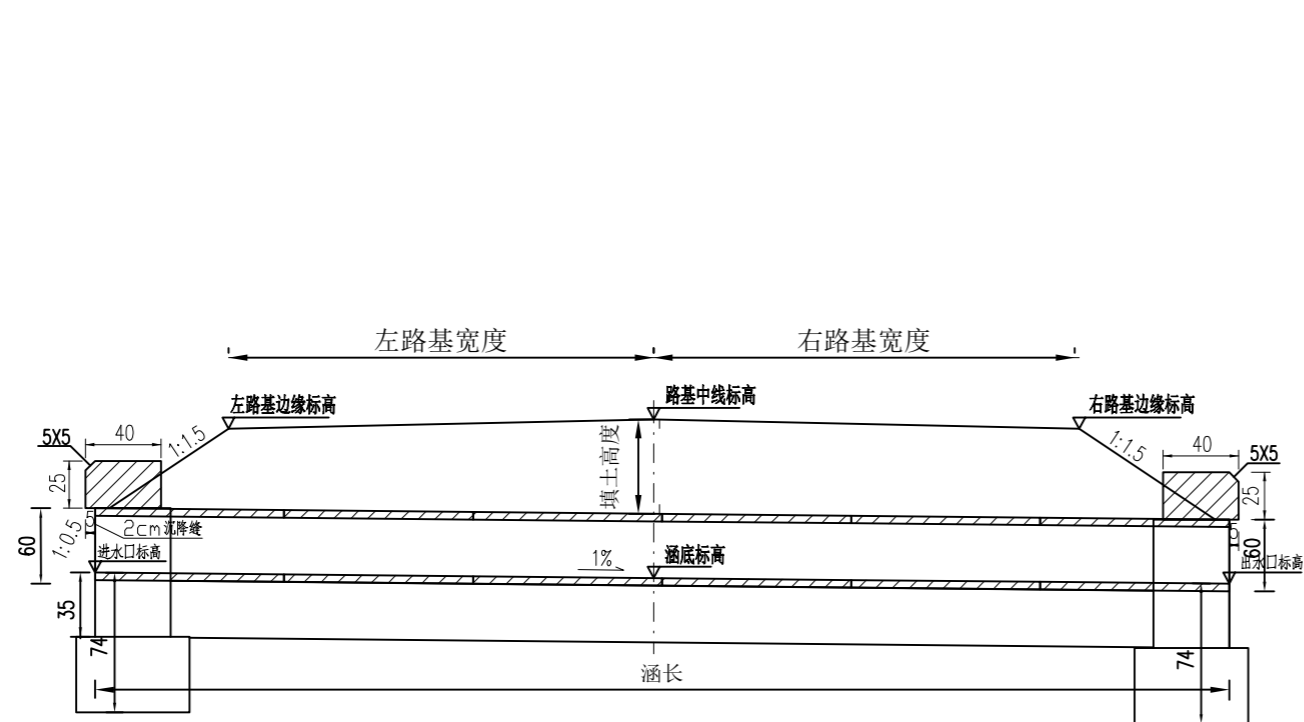 左路基宽度
右路基宽度
路基中线标高
左路基边缘标高
右路基边缘标高
5X5
40
1:1.5
填土高度
1:1.5
40
5X5
25
25
60
1:0.5
5
2cm沉降缝
进水口标高
1%
涵底标高
5
60
出水口标高
35
74
涵长
74